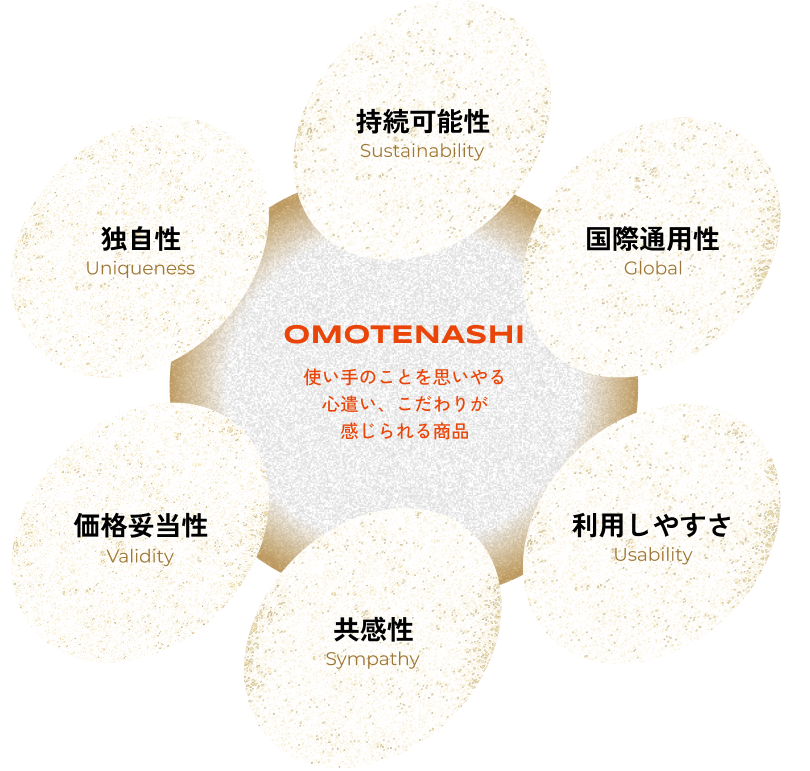 持続可能性
Sustainability
独自性
Uniqueness
国際通用性
Global
OMOTENASHI
使い手のことを思いやる
心遣い、こだわりが
感じられる商品
価格妥当性
Validity
利用しやすさ
Usability
共感性
Sympathy